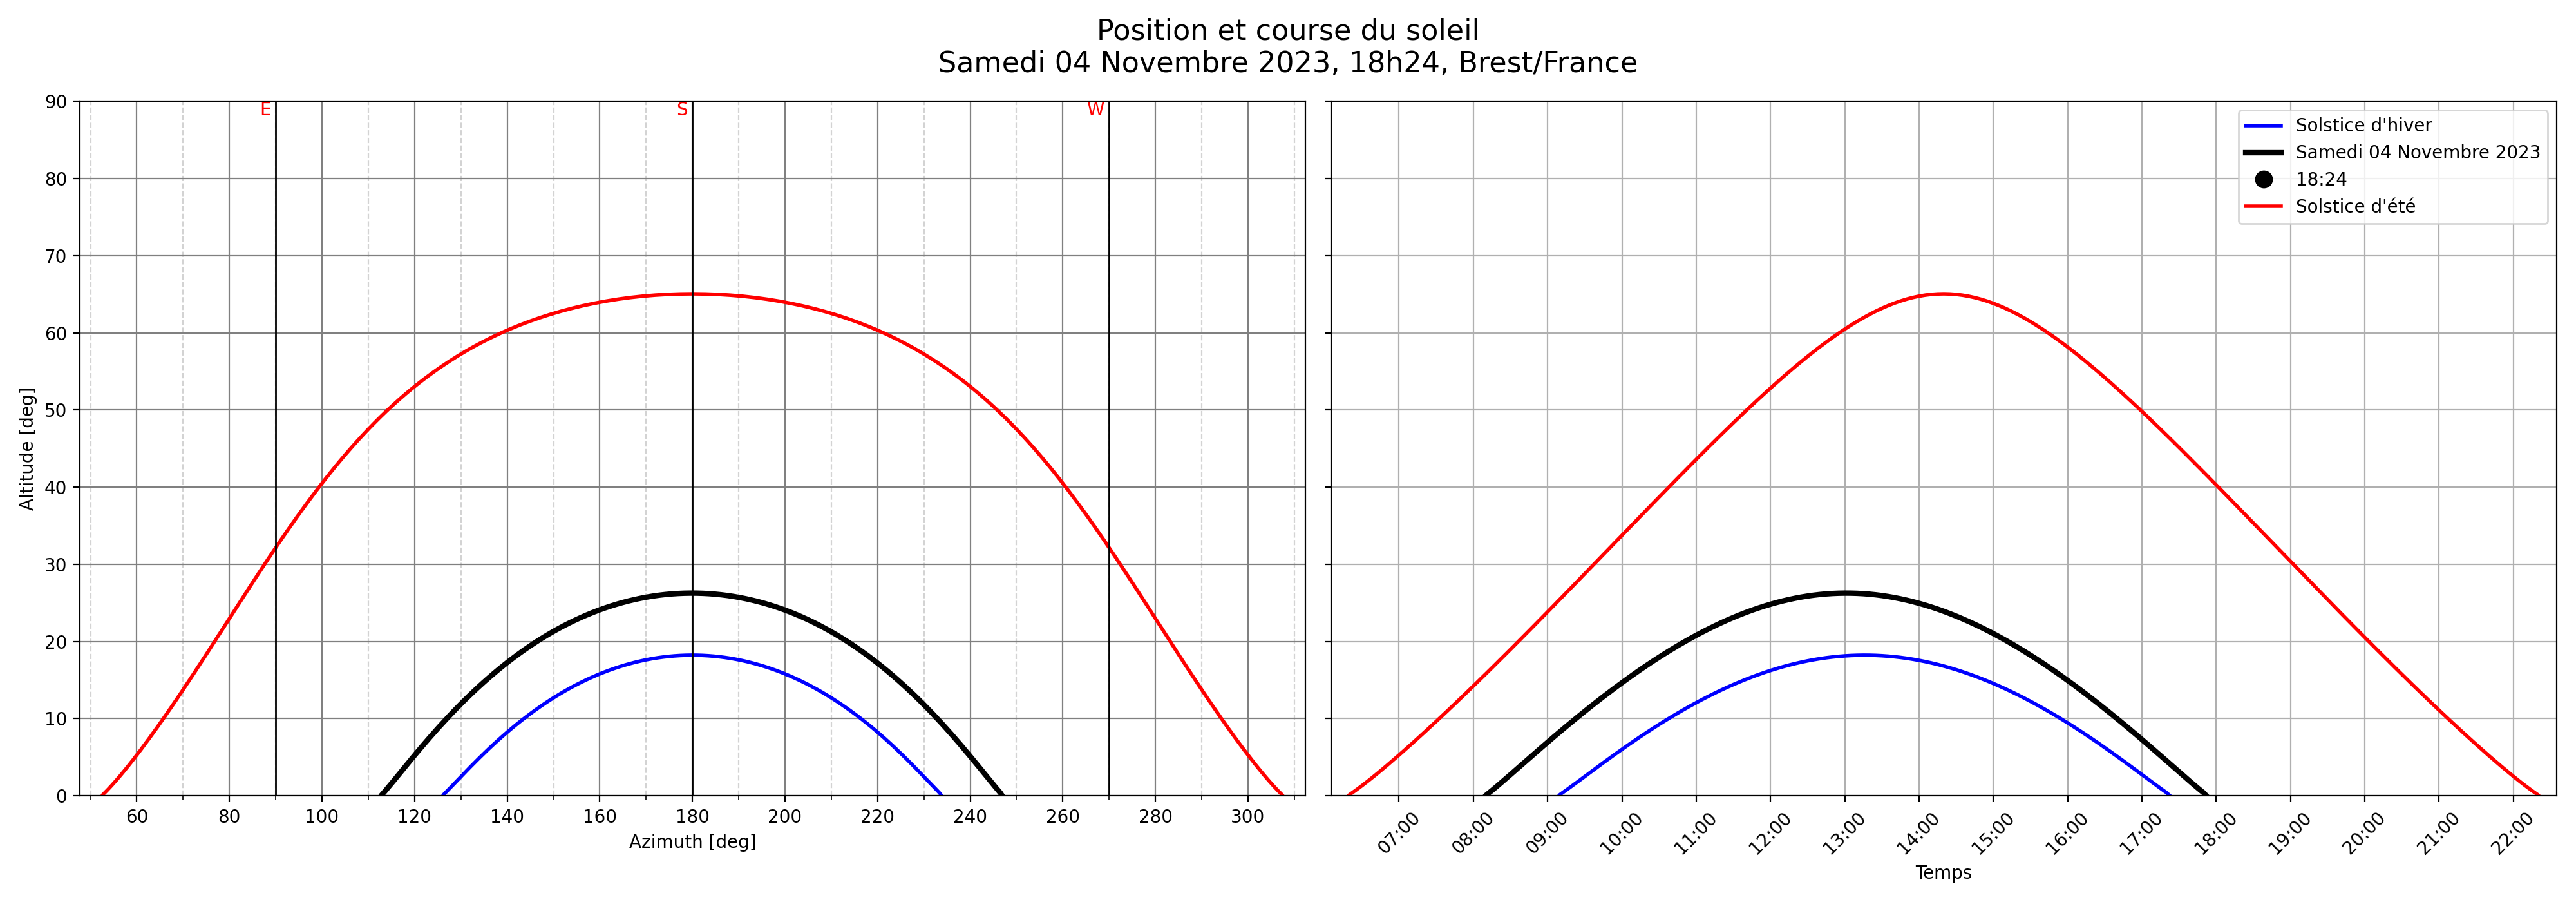 Position et course du soleil
Samedi 04 Novembre 2023, 18h24, Brest/France
E
S
W
90
80
70
60
50
40
30
20
10
0
Altitude [deg]
60 80 100 120 140 160 180 200 220 240 260 280 300
Azimuth [deg]
Solstice d'hiver
Samedi 04 Novembre 2023
18:24
Solstice d'été
07:00 08:00 09:00 10:00 11:00 12:00 13:00 14:00 15:00 16:00 17:00 18:00 19:00 20:00 21:00 22:00
Temps